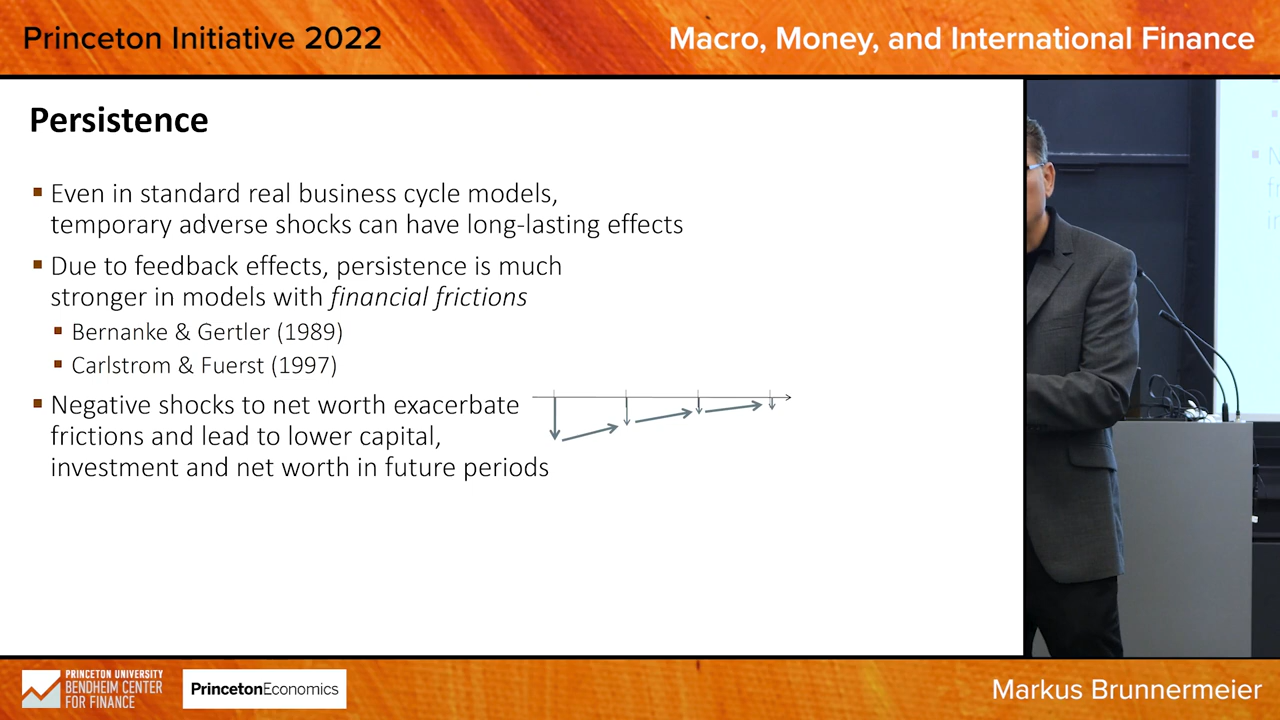 Princeton Initiative 2022
Macro, Money, and International Finance
Persistence
Even in standard real business cycle models,
temporary adverse shocks can have long-lasting effects
Due to feedback effects, persistence is much
stronger in models with financial frictions
Bernanke & Gertler (1989)
Carlstrom & Fuerst (1997)
Negative shocks to net worth exacerbate
frictions and lead to lower capital,
investment and net worth in future periods
PRINCETON UNIVERSITY
BENDHEIM CENTER
FOR FINANCE
PrincetonEconomics
Markus Brunnermeier